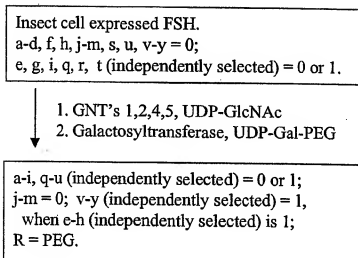 Insect cell expressed FSH.
a-d, f, h, j-m, s, u, v-y = 0;
e, g, i, q, r, t (independently selected) = 0 or 1.
1. GNT's 1,2,4,5, UDP-GlcNAc
2. Galactosyltransferase, UDP-Gal-PEG
a-i, q-u (independently selected) = 0 or 1;
j-m = 0; v-y (independently selected) = 1,
when e-h (independently selected) is 1;
R = PEG.